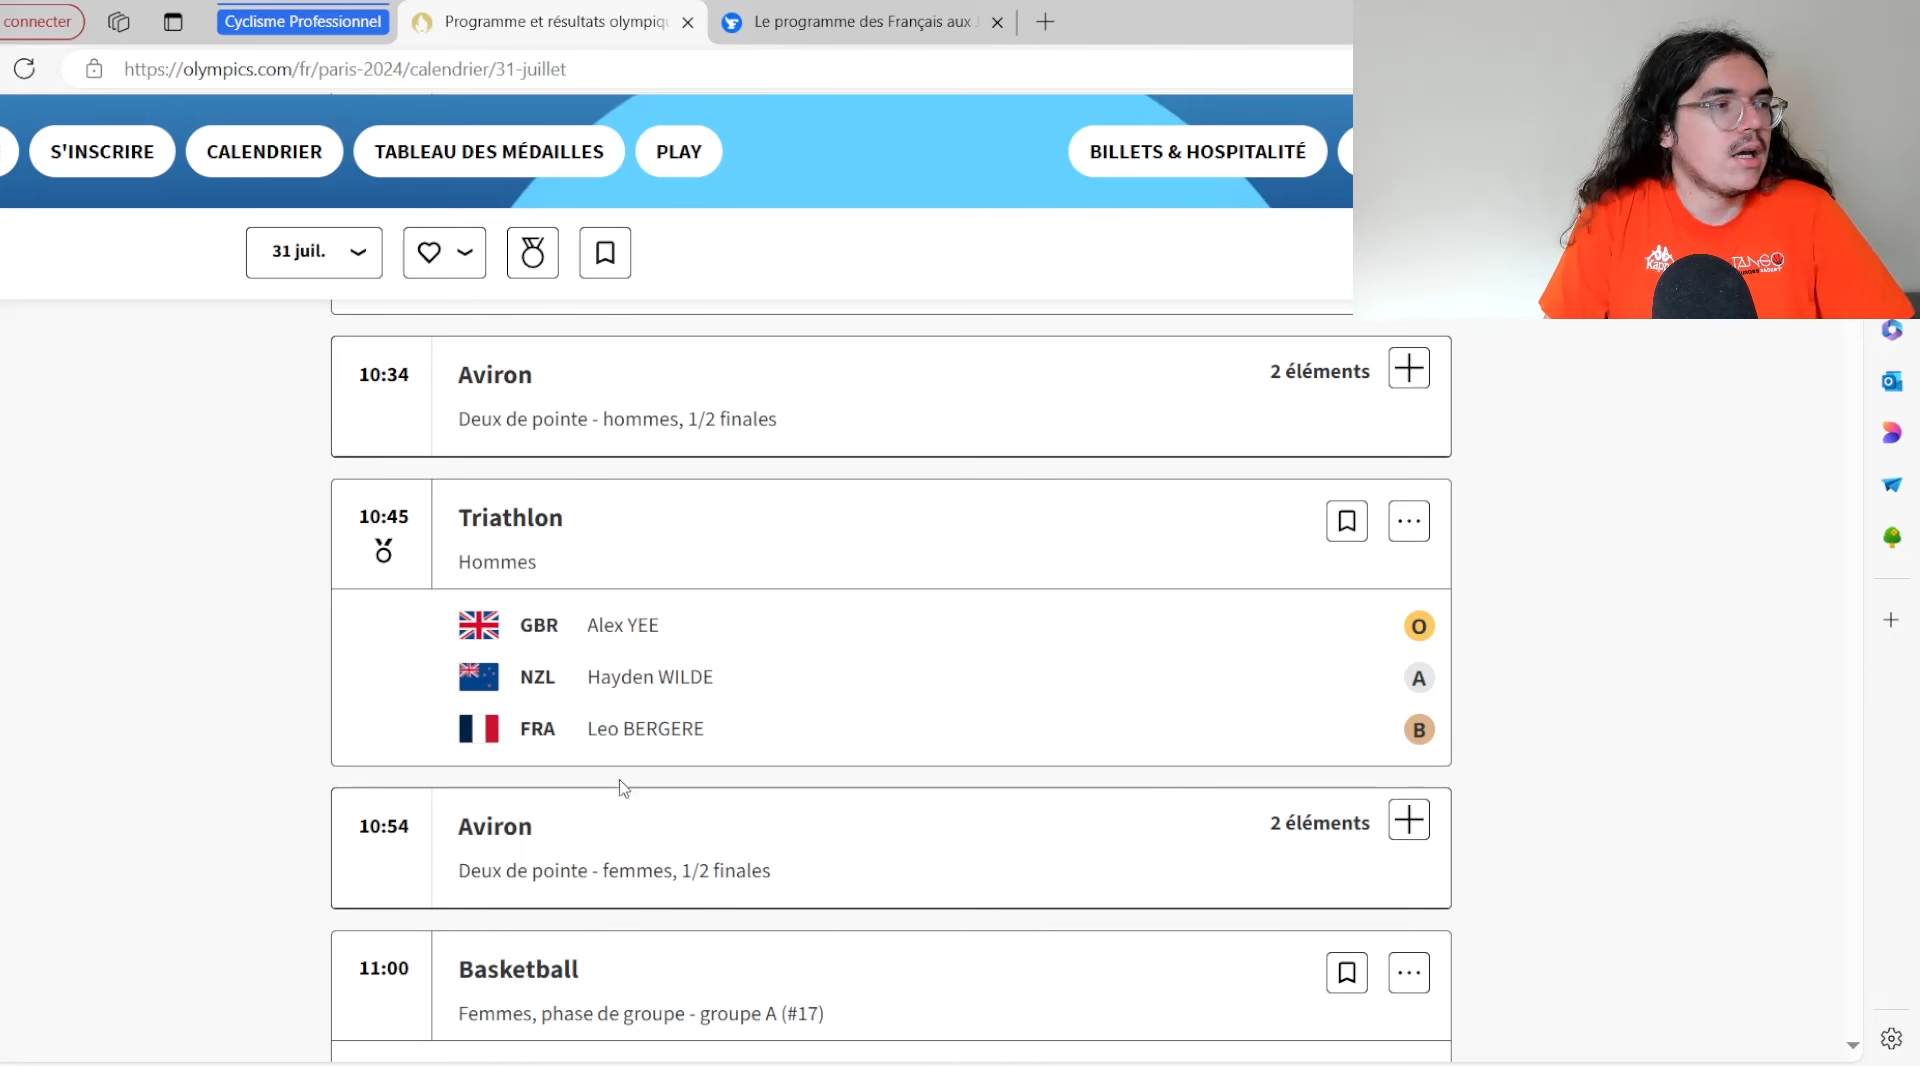 connecter
Cyclisme Professionnel
Programme et résultats olympiq
Le programme des Français aux J
https://olympics.com/fr/paris-2024/calendrier/31-juillet
S'INSCRIRE
CALENDRIER
TABLEAU DES MÉDAILLES
PLAY
BILLETS & HOSPITALITÉ
31 juil.
Kappa
TANGO
10:34
Aviron
2 éléments
Deux de pointe - hommes, 1/2 finales
10:45
Triathlon
Hommes
GBR Alex YEE O
NZL Hayden WILDE A
FRA Leo BERGERE B
10:54
Aviron
2 éléments
Deux de pointe - femmes, 1/2 finales
11:00
Basketball
Femmes, phase de groupe - groupe A (#17)